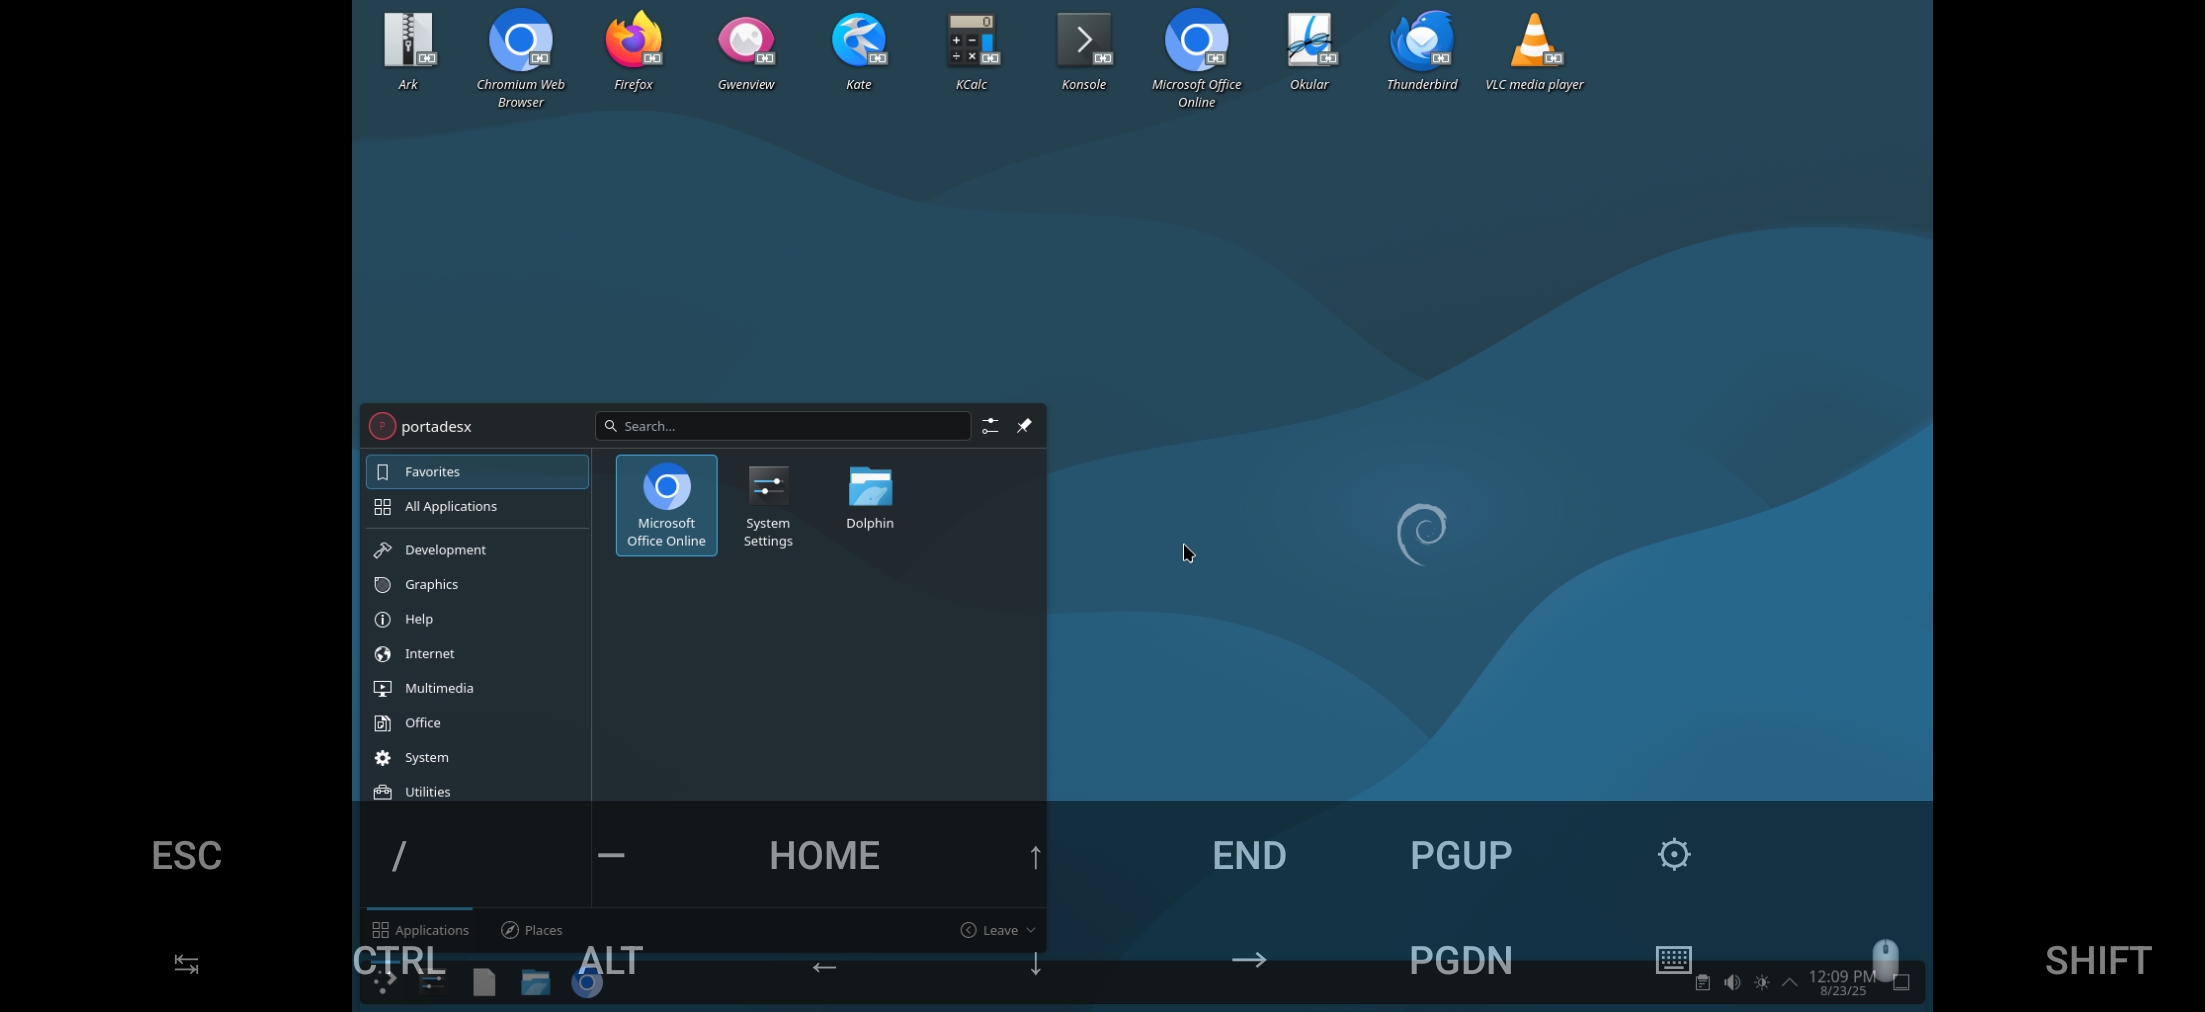 Ark
Chromium Web
Browser
Firefox
Gwenview
Kate
0
KCalc
Konsole
Microsoft Office
Online
Okular
Thunderbird
VLC media player
P
portadesx
Search...
Favorites
All Applications
Development
Graphics
Help
Internet
Multimedia
Office
System
Utilities
Microsoft
Office Online
System
Settings
Dolphin
ESC
/
—
HOME
↑
END
PGUP
Applications
Places
Leave
CTRL
ALT
←
↓
→
PGDN
SHIFT
12:09 PM
8/23/25